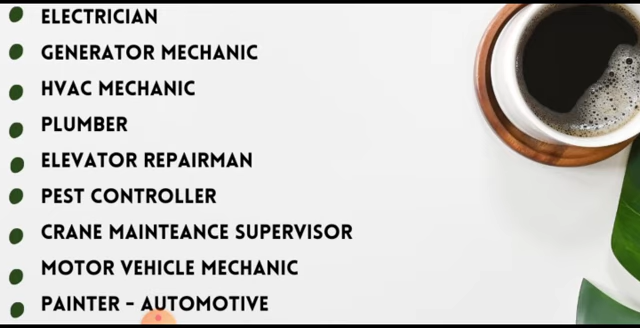 ELECTRICIAN
GENERATOR MECHANIC
HVAC MECHANIC
PLUMBER
ELEVATOR REPAIRMAN
PEST CONTROLLER
CRANE MAINTEANCE SUPERVISOR
MOTOR VEHICLE MECHANIC
PAINTER - AUTOMOTIVE